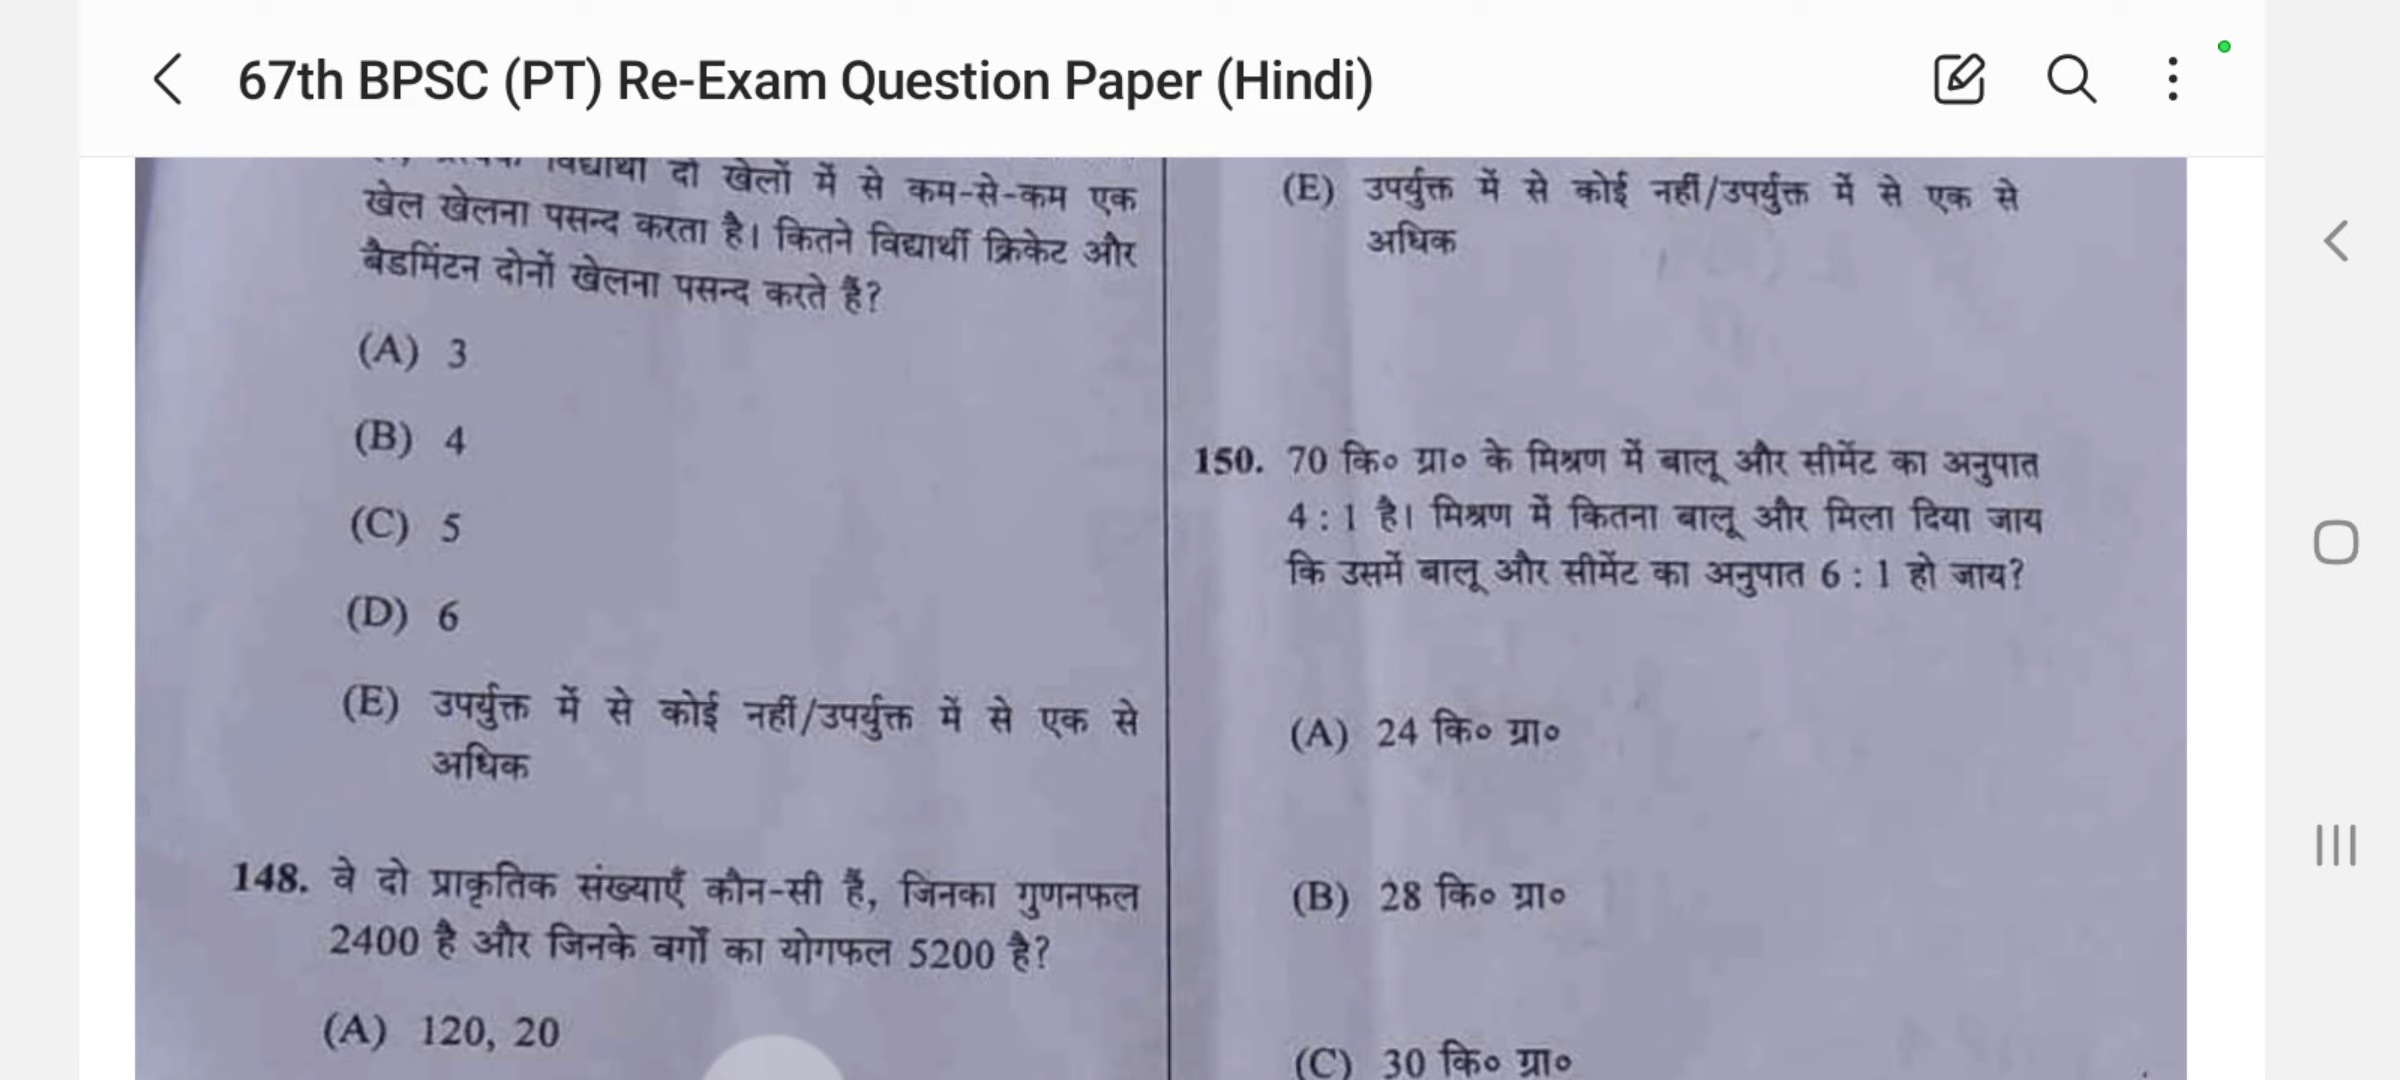 67th BPSC (PT) Re-Exam Question Paper (Hindi)
विद्यार्थी दो खेलों में से कम-से-कम एक
खेल खेलना पसन्द करता है। कितने विद्यार्थी क्रिकेट और
बैडमिंटन दोनों खेलना पसन्द करते हैं?
(A) 3
(B) 4
(C) 5
(D) 6
(E) उपर्युक्त में से कोई नहीं/उपर्युक्त में से एक से
अधिक
148. वे दो प्राकृतिक संख्याएँ कौन-सी हैं, जिनका गुणनफल
2400 है और जिनके वर्गों का योगफल 5200 है?
(A) 120, 20
(E) उपर्युक्त में से कोई नहीं/उपर्युक्त में से एक से
अधिक
150. 70 कि० ग्रा० के मिश्रण में बालू और सीमेंट का अनुपात
4 : 1 है। मिश्रण में कितना बालू और मिला दिया जाय
कि उसमें बालू और सीमेंट का अनुपात 6 : 1 हो जाय?
(A) 24 कि० ग्रा०
(B) 28 कि० ग्रा०
(C) 30 कि० ग्रा०